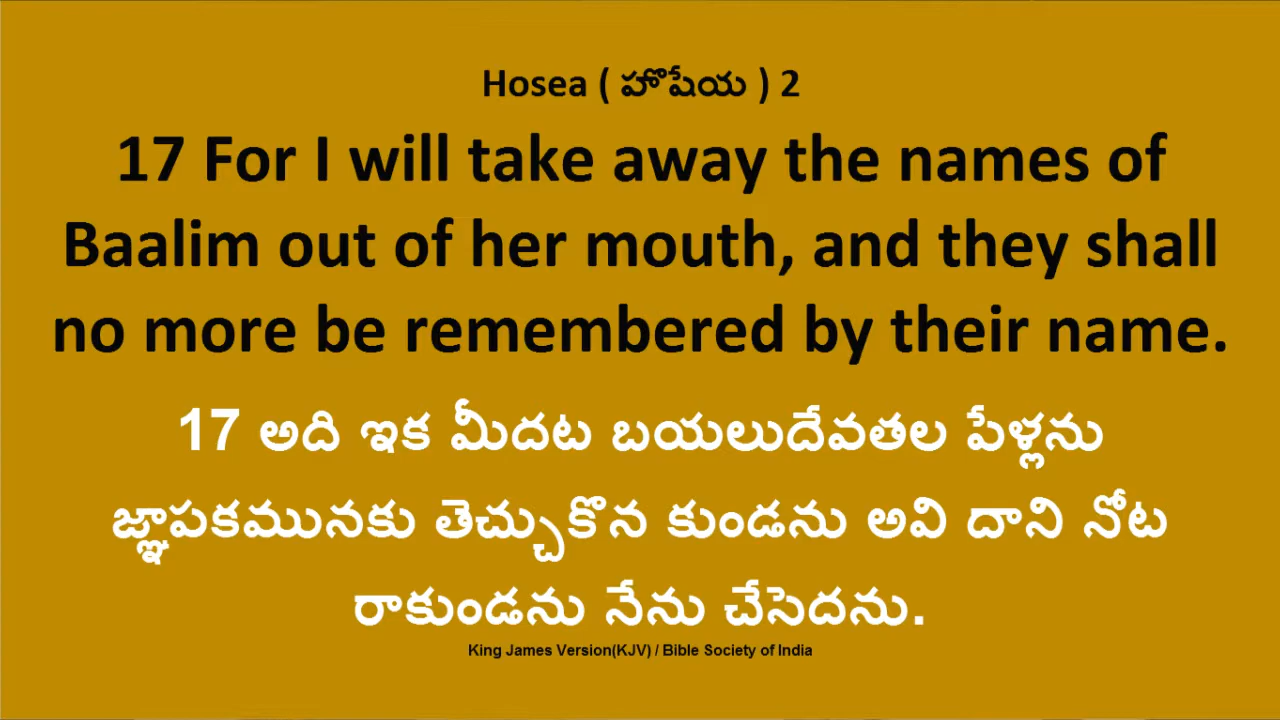 Hosea ( హొషేయ ) 2
17 For I will take away the names of
Baalim out of her mouth, and they shall
no more be remembered by their name.
17 అది ఇక మీదట బయలుదేవతల పేళ్లను
జ్ఞాపకమునకు తెచ్చుకొన కుండను అవి దాని నోట
రాకుండను నేను చేసెదను.
King James Version(KJV) / Bible Society of India